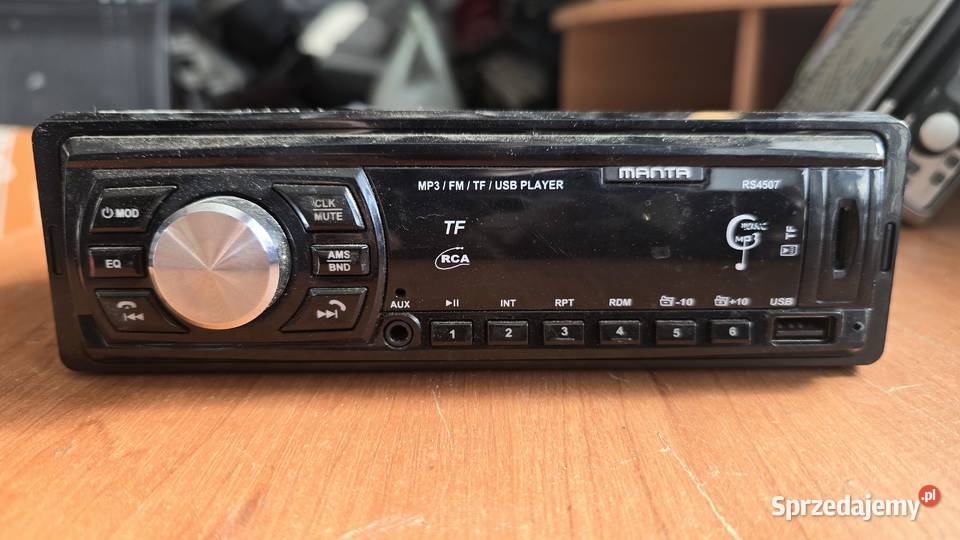 MP3 / FM / TF / USB PLAYER
MANTA
RS4507
MOD
CLK
MUTE
TF
MP3
TF
EQ
AMS
BND
RCA
AUX
INT
RPT
RDM
-10
+10
USB
1
2
3
4
5
6
Sprzedajemy.pl